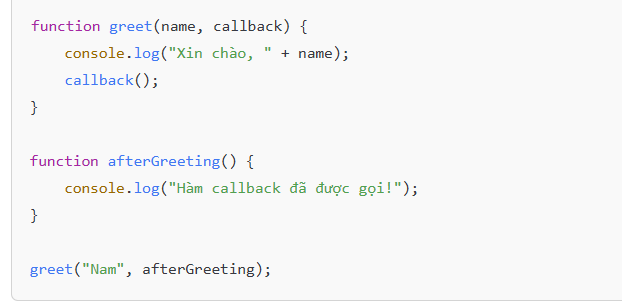 function greet(name, callback) {
    console.log("Xin chào, " + name);
    callback();
}

function afterGreeting() {
    console.log("Hàm callback đã được gọi!");
}

greet("Nam", afterGreeting);